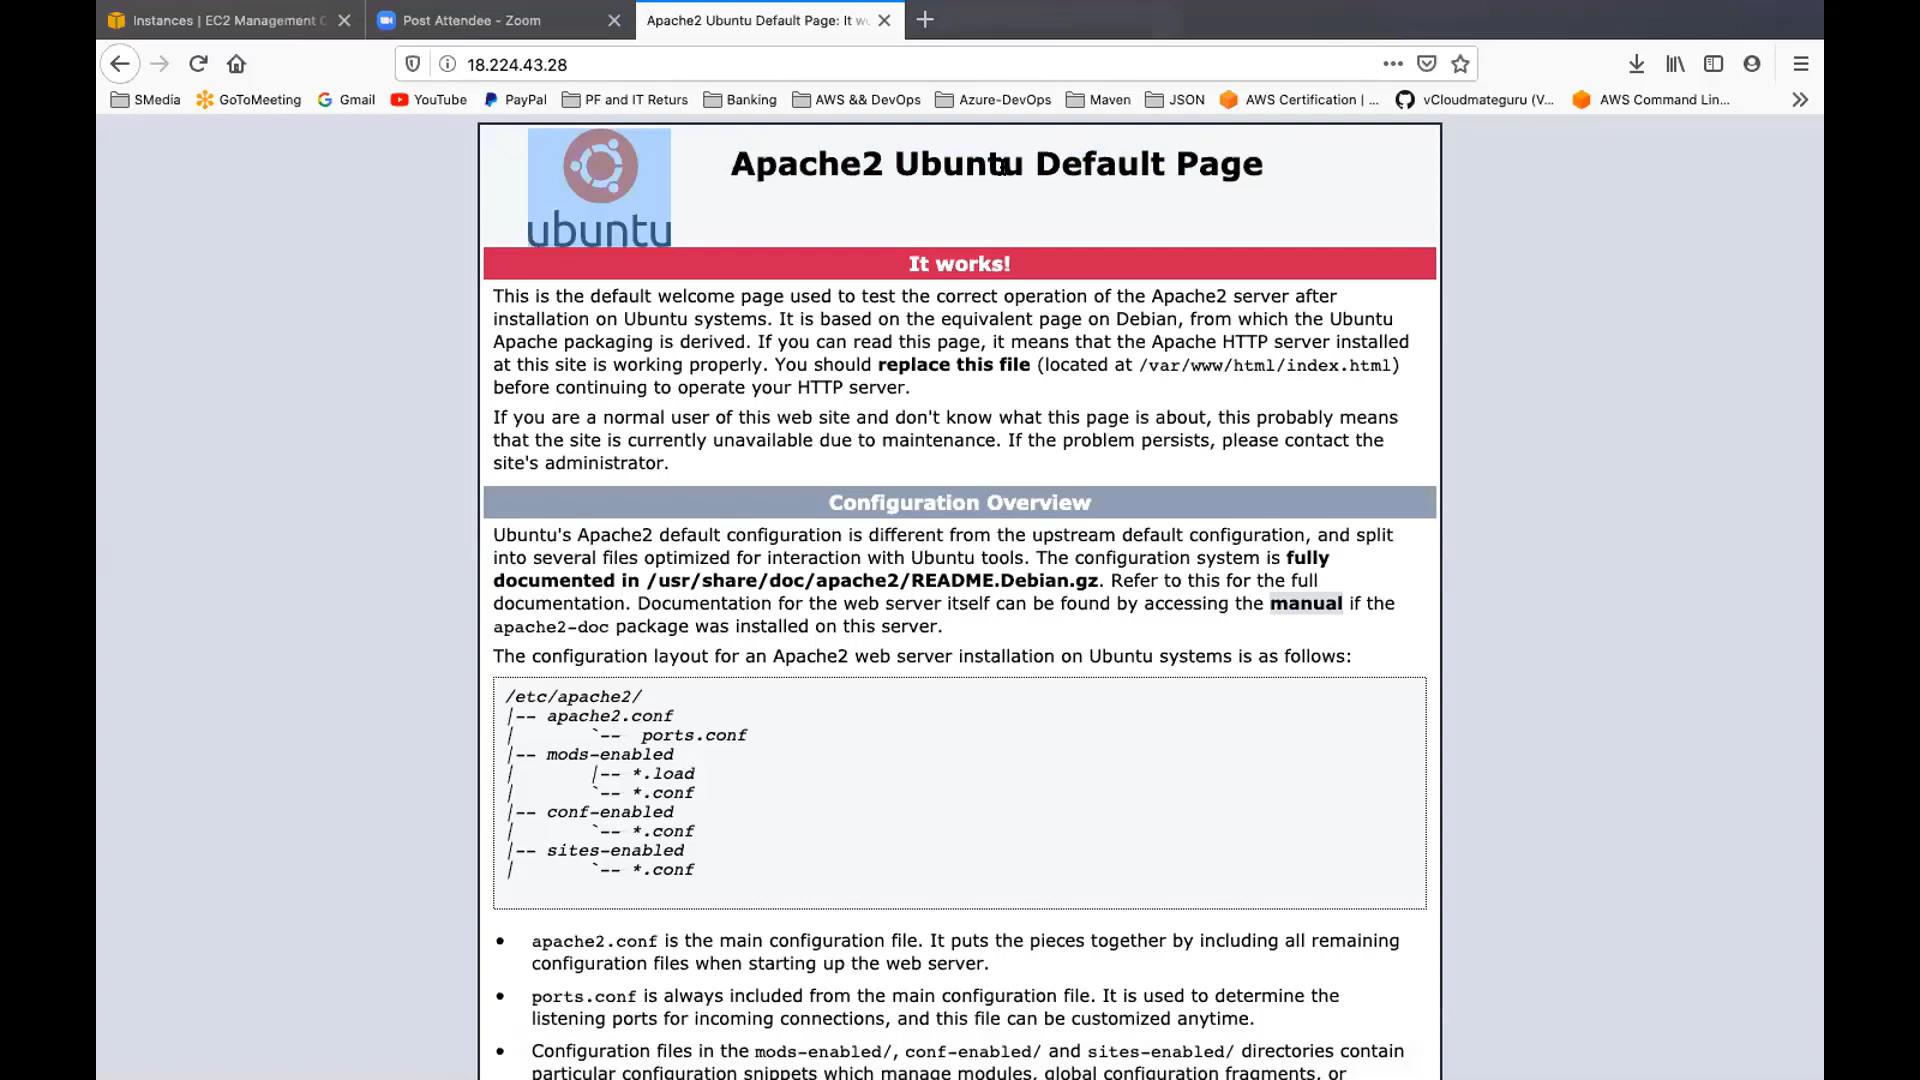 Instances | EC2 Management C
Post Attendee - Zoom
Apache2 Ubuntu Default Page: It wo
18.224.43.28
SMedia
GoToMeeting
Gmail
YouTube
PayPal
PF and IT Returs
Banking
AWS && DevOps
Azure-DevOps
Maven
JSON
AWS Certification | ...
vCloudmateguru (V...
AWS Command Lin...
ubuntu
Apache2 Ubuntu Default Page
It works!
This is the default welcome page used to test the correct operation of the Apache2 server after
installation on Ubuntu systems. It is based on the equivalent page on Debian, from which the Ubuntu
Apache packaging is derived. If you can read this page, it means that the Apache HTTP server installed
at this site is working properly. You should replace this file (located at /var/www/html/index.html)
before continuing to operate your HTTP server.
If you are a normal user of this web site and don't know what this page is about, this probably means
that the site is currently unavailable due to maintenance. If the problem persists, please contact the
site's administrator.
Configuration Overview
Ubuntu's Apache2 default configuration is different from the upstream default configuration, and split
into several files optimized for interaction with Ubuntu tools. The configuration system is fully
documented in /usr/share/doc/apache2/README.Debian.gz. Refer to this for the full
documentation. Documentation for the web server itself can be found by accessing the manual if the
apache2-doc package was installed on this server.
The configuration layout for an Apache2 web server installation on Ubuntu systems is as follows:
/etc/apache2/
|-- apache2.conf
|       `--  ports.conf
|-- mods-enabled
|       |-- *.load
|       `-- *.conf
|-- conf-enabled
|       `-- *.conf
|-- sites-enabled
|       `-- *.conf
• apache2.conf is the main configuration file. It puts the pieces together by including all remaining
configuration files when starting up the web server.
• ports.conf is always included from the main configuration file. It is used to determine the
listening ports for incoming connections, and this file can be customized anytime.
• Configuration files in the mods-enabled/, conf-enabled/ and sites-enabled/ directories contain
particular configuration snippets which manage modules, global configuration fragments, or